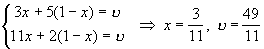 3x + 5(1−x) = υ
11x + 2(1−x) = υ
⇒ x = 3/11, υ = 49/11